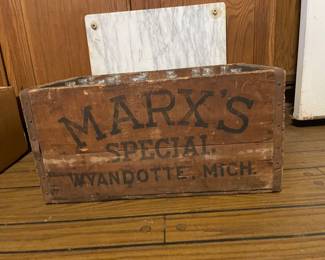 MARX'S
SPECIAL.
WYANDOTTE, MICH.